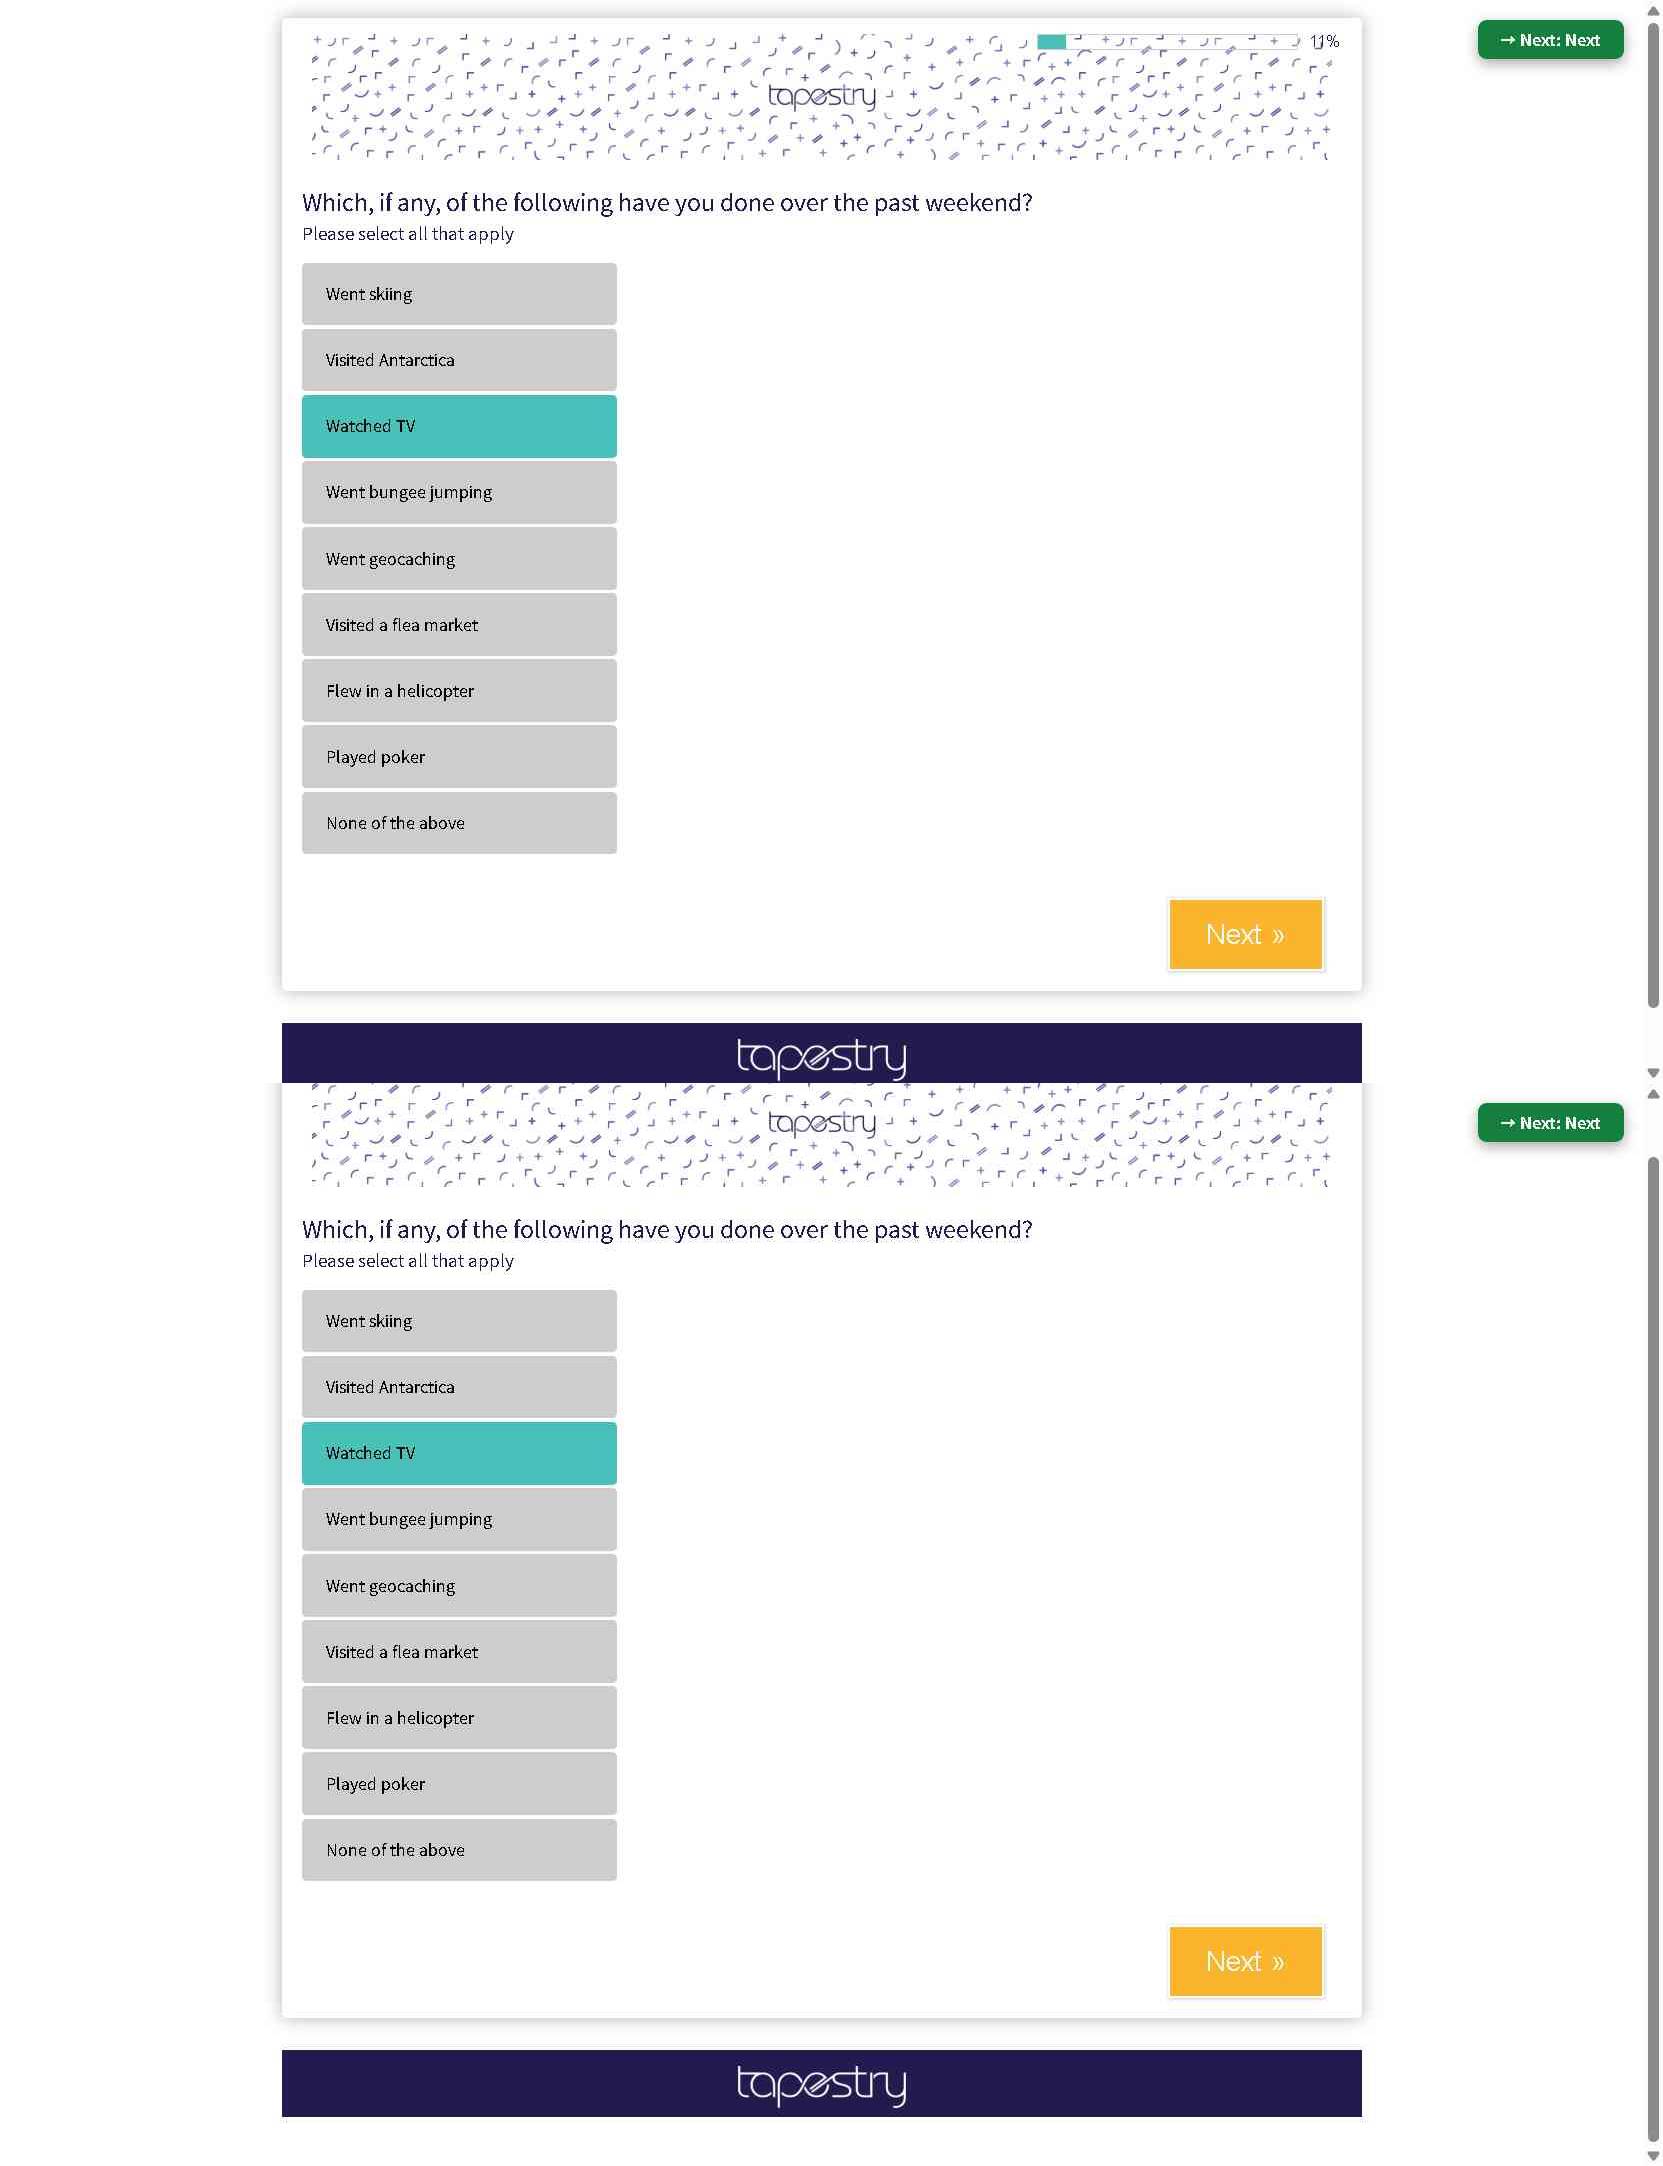 11%
→ Next: Next
tapestry
Which, if any, of the following have you done over the past weekend?
Please select all that apply
Went skiing
Visited Antarctica
Watched TV
Went bungee jumping
Went geocaching
Visited a flea market
Flew in a helicopter
Played poker
None of the above
Next »
tapestry
→ Next: Next
tapestry
Which, if any, of the following have you done over the past weekend?
Please select all that apply
Went skiing
Visited Antarctica
Watched TV
Went bungee jumping
Went geocaching
Visited a flea market
Flew in a helicopter
Played poker
None of the above
Next »
tapestry